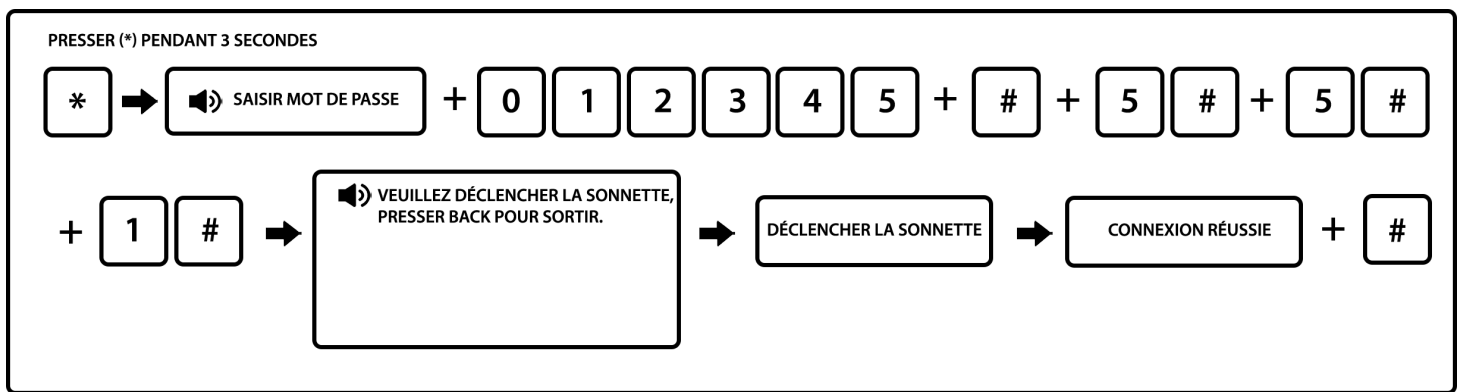 PRESSER (*) PENDANT 3 SECONDES
* SAISIR MOT DE PASSE + 0 1 2 3 4 5 + # + 5 # + 5 #
+ 1 # VEUILLEZ DÉCLENCHER LA SONNETTE,
PRESSER BACK POUR SORTIR.
DÉCLENCHER LA SONNETTE CONNEXION RÉUSSIE + #